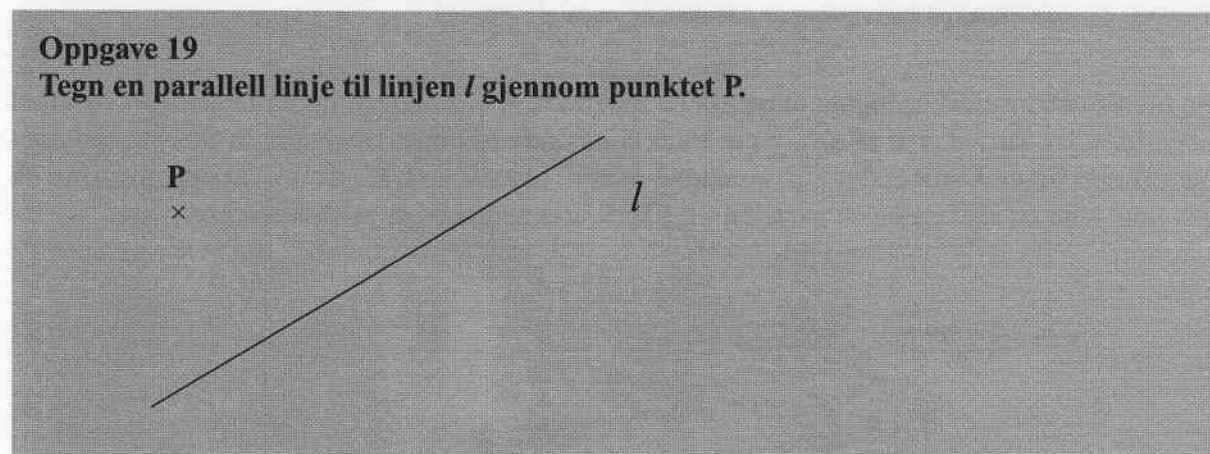 Oppgave 19
Tegn en parallell linje til linjen l gjennom punktet P.
P
l